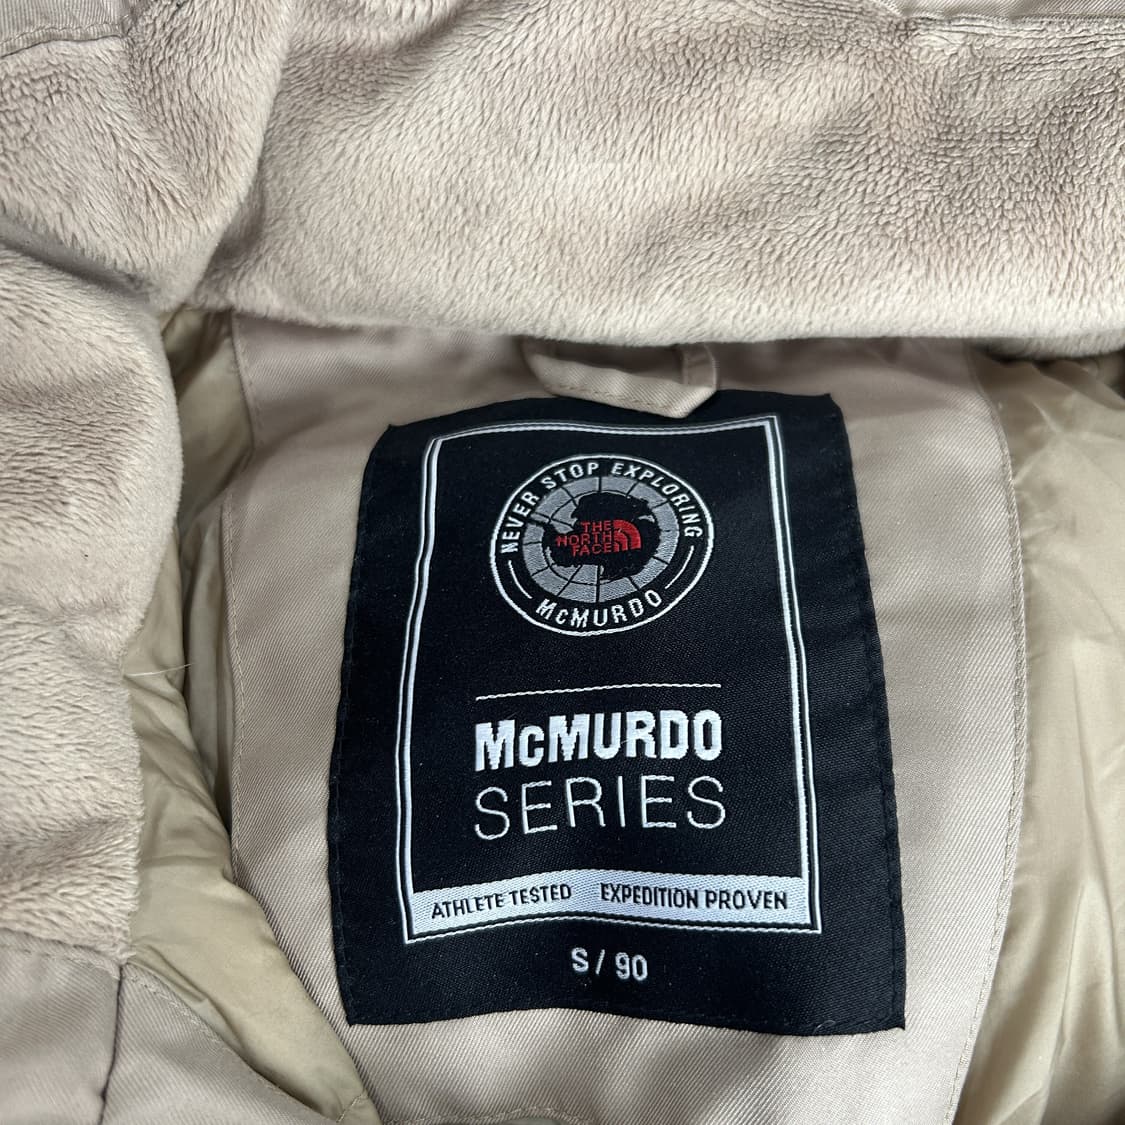 NEVER STOP EXPLORING
THE
NORTH
FACE
McMURDO
McMURDO
SERIES
ATHLETE TESTED EXPEDITION PROVEN
S / 90